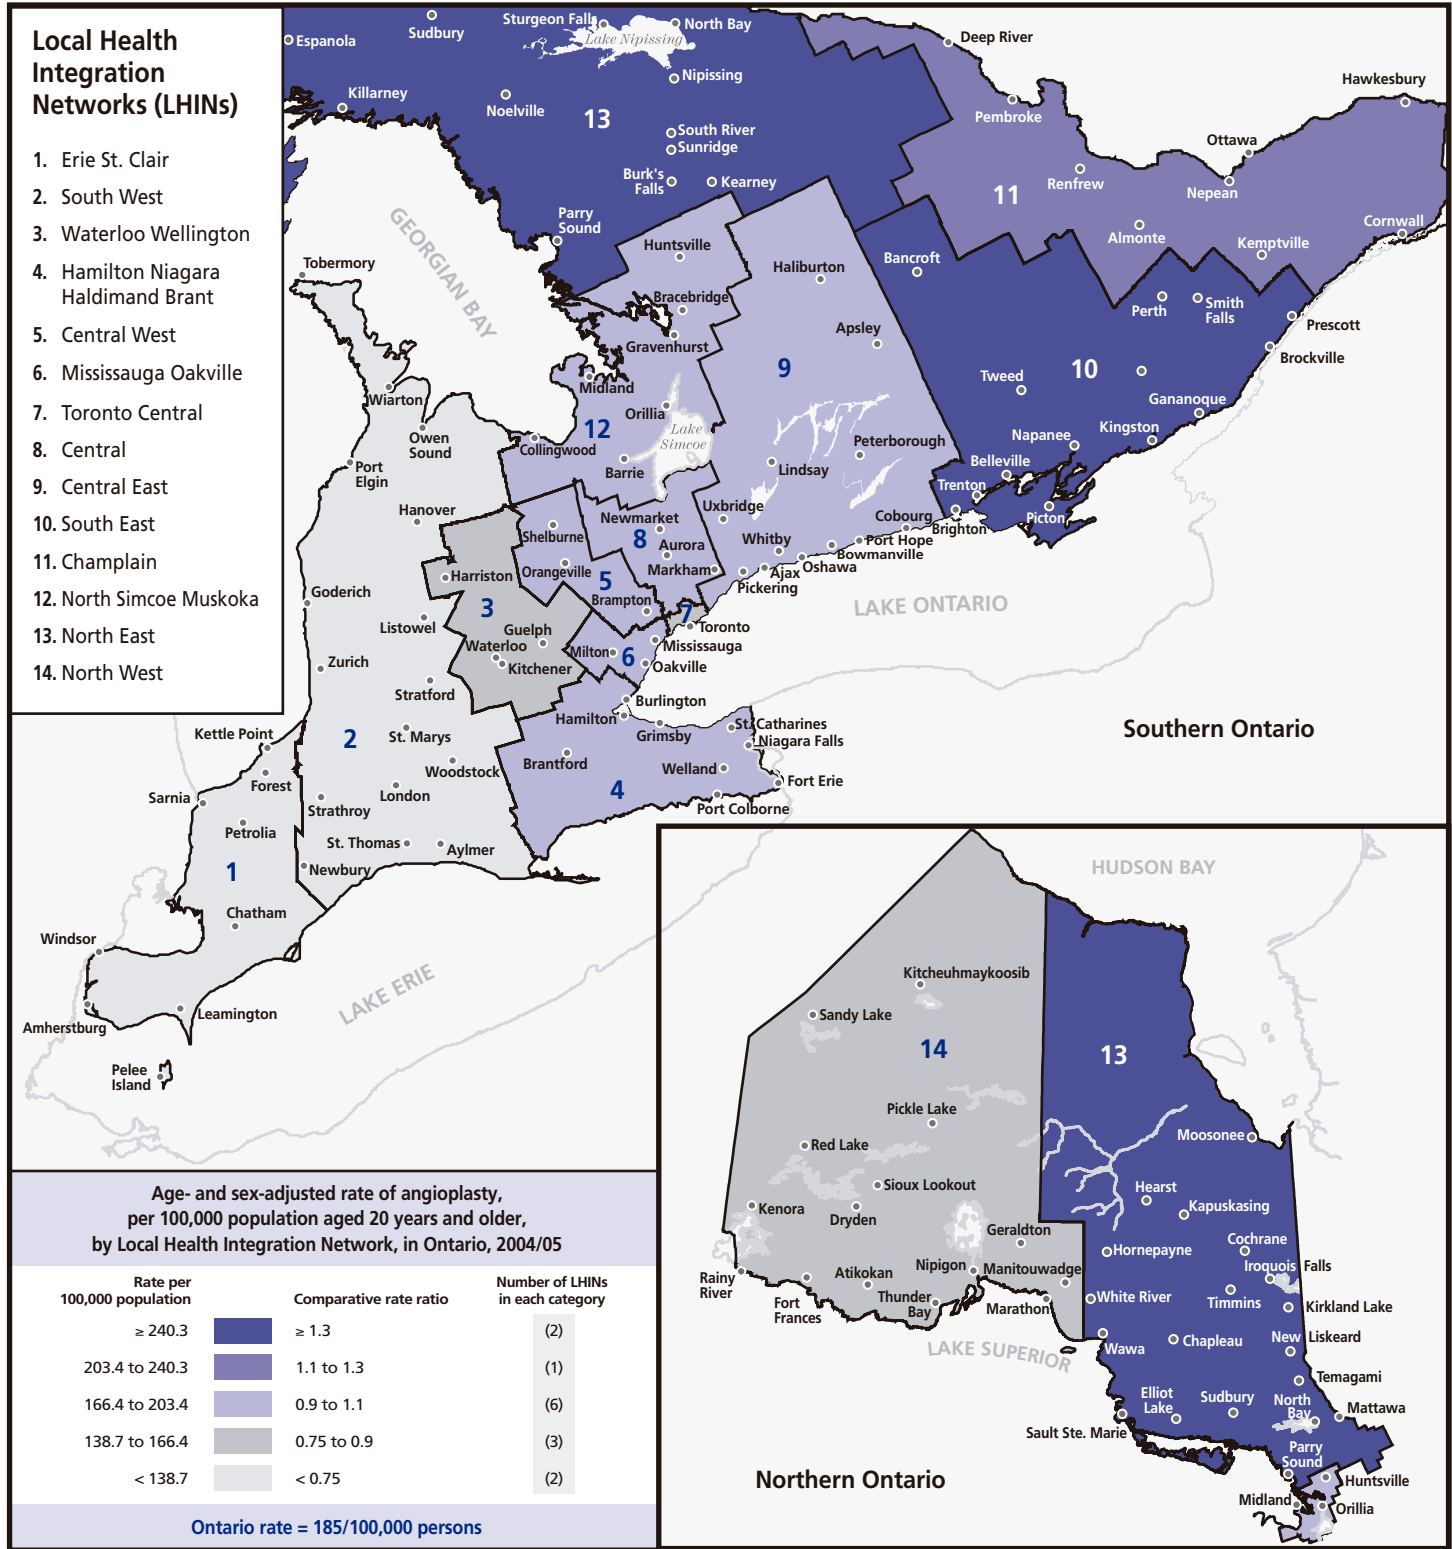 Local Health
Integration
Networks (LHINs)
1. Erie St. Clair
2. South West
3. Waterloo Wellington
4. Hamilton Niagara
Haldimand Brant
5. Central West
6. Mississauga Oakville
7. Toronto Central
8. Central
9. Central East
10. South East
11. Champlain
12. North Simcoe Muskoka
13. North East
14. North West
Espanola
Sudbury
Sturgeon Falls
North Bay
Lake Nipissing
Nipissing
Killarney
Noelville
13
South River
Sunridge
Burk's
Falls
Kearney
Parry
Sound
Deep River
Pembroke
Hawkesbury
Ottawa
Renfrew
Nepean
11
Almonte
Kemptville
Cornwall
GEORGIAN BAY
Tobermory
Huntsville
Bracebridge
Gravenhurst
Haliburton
Apsley
9
Bancroft
Perth
Smith
Falls
Prescott
Brockville
10
Tweed
Gananoque
Kingston
Napanee
Belleville
Trenton
Picton
Brighton
Wiarton
Owen
Sound
Port
Elgin
Midland
Orillia
12
Lake
Simcoe
Collingwood
Barrie
Peterborough
Lindsay
Hanover
Shelburne
Newmarket
8
Aurora
Markham
Uxbridge
Whitby
Cobourg
Port Hope
Bowmanville
Oshawa
Ajax
Pickering
Orangeville
5
Brampton
7
Toronto
LAKE ONTARIO
Harriston
3
Goderich
Listowel
Guelph
Waterloo
Kitchener
Milton
6
Mississauga
Oakville
Zurich
Stratford
Burlington
Hamilton
Grimsby
St. Catharines
Niagara Falls
Kettle Point
2
St. Marys
Woodstock
Brantford
Welland
4
Fort Erie
Port Colborne
Southern Ontario
Forest
Sarnia
London
Strathroy
Petrolia
St. Thomas
Aylmer
1
Newbury
Chatham
Windsor
LAKE ERIE
Leamington
Amherstburg
Pelee
Island
HUDSON BAY
Kitcheuhmaykoosib
Sandy Lake
14
13
Pickle Lake
Moosonee
Red Lake
Sioux Lookout
Hearst
Kapuskasing
Kenora
Dryden
Geraldton
Hornepayne
Cochrane
Iroquois Falls
Rainy
River
Atikokan
Nipigon
Manitouwadge
Fort
Frances
Thunder
Bay
Marathon
White River
Timmins
Kirkland Lake
LAKE SUPERIOR
Wawa
Chapleau
New Liskeard
Temagami
Elliot
Lake
Sudbury
North
Bay
Mattawa
Sault Ste. Marie
Parry
Sound
Huntsville
Midland
Orillia
Northern Ontario
Age- and sex-adjusted rate of angioplasty,
per 100,000 population aged 20 years and older,
by Local Health Integration Network, in Ontario, 2004/05
Rate per
100,000 population
Comparative rate ratio
Number of LHINs
in each category
≥ 240.3 ≥ 1.3 (2)
203.4 to 240.3 1.1 to 1.3 (1)
166.4 to 203.4 0.9 to 1.1 (6)
138.7 to 166.4 0.75 to 0.9 (3)
< 138.7 < 0.75 (2)
Ontario rate = 185/100,000 persons